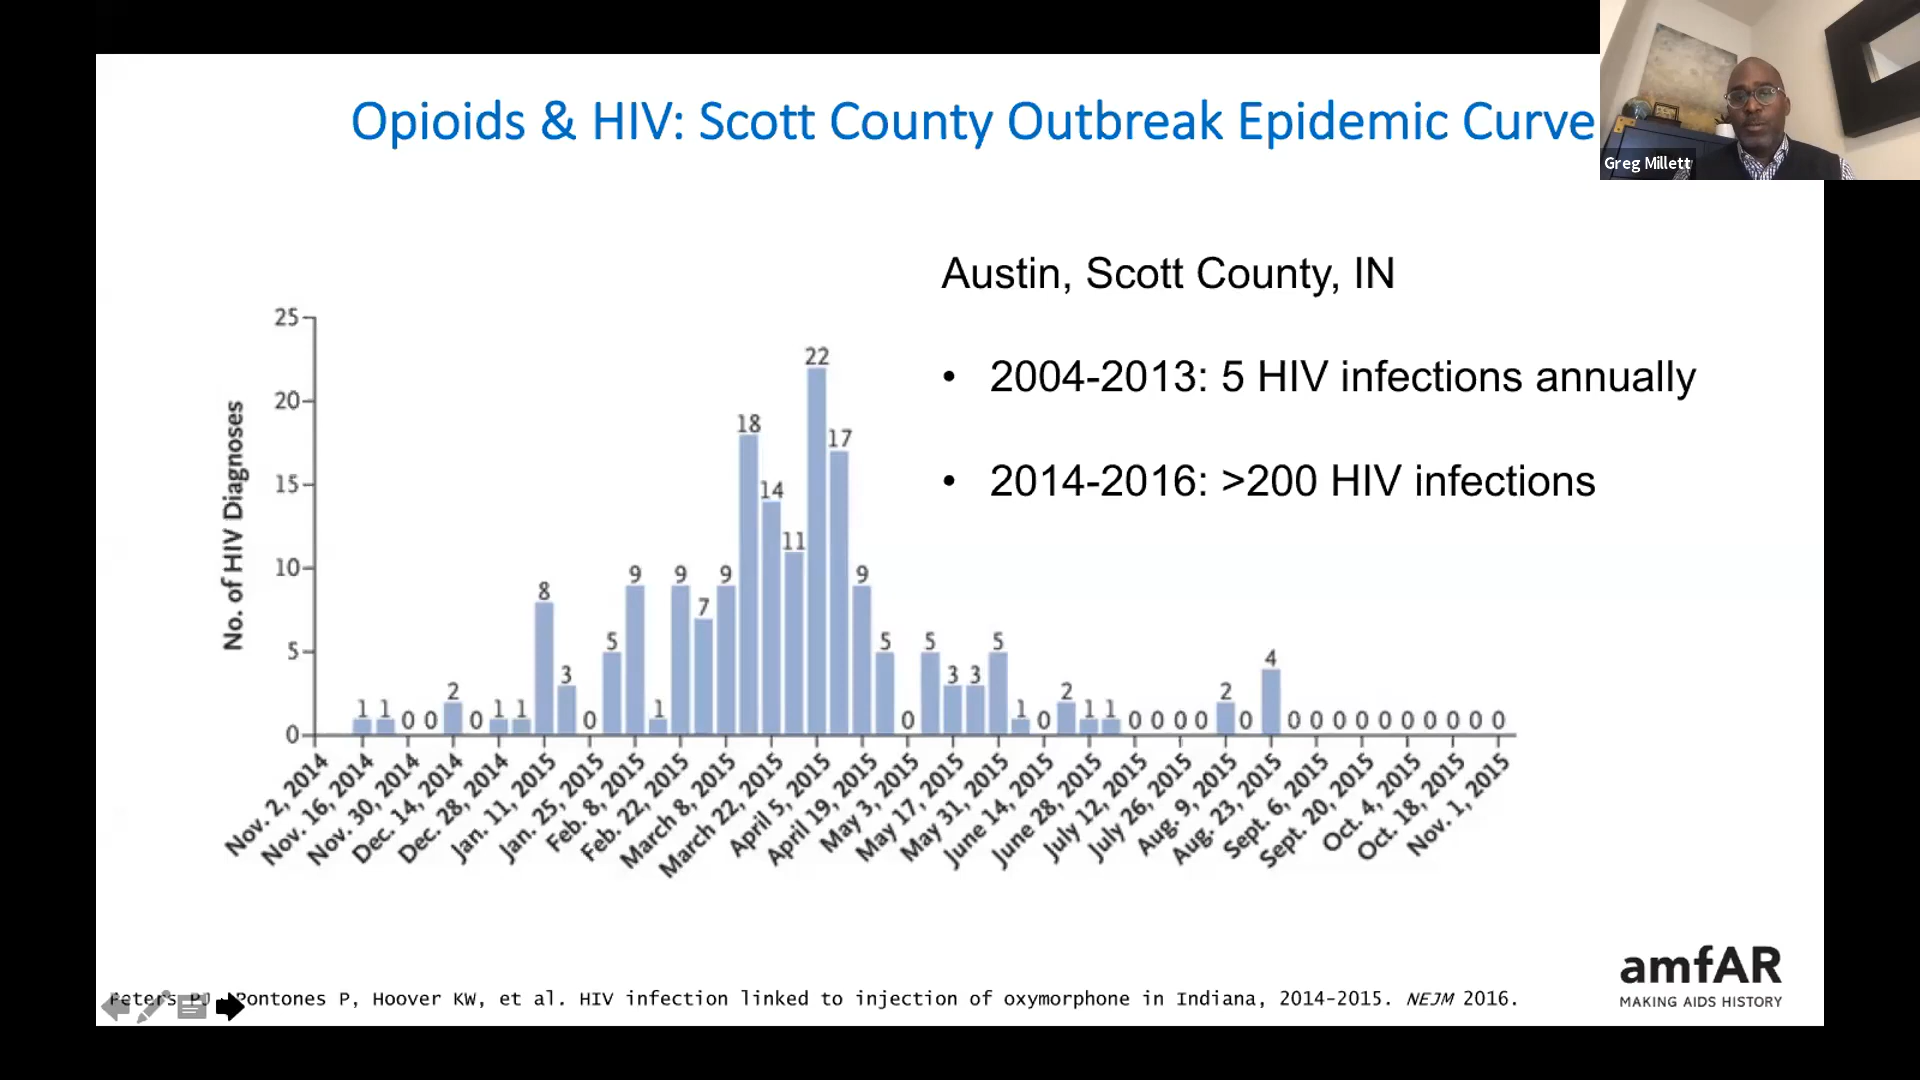 Opioids & HIV: Scott County Outbreak Epidemic Curve
Greg Millett
Austin, Scott County, IN
• 2004-2013: 5 HIV infections annually
• 2014-2016: >200 HIV infections
No. of HIV Diagnoses
25
20
15
10
5
0
1 1 0 0 2 0 1 1 8 3 0 5 9 1 9 7 9 18 14 11 22 17 9 5 0 5 3 3 5 1 0 2 1 1 0 0 0 0 2 0 4 0 0 0 0 0 0 0 0 0 0
Nov. 2, 2014
Nov. 16, 2014
Nov. 30, 2014
Dec. 14, 2014
Dec. 28, 2014
Jan. 11, 2015
Jan. 25, 2015
Feb. 8, 2015
Feb. 22, 2015
March 8, 2015
March 22, 2015
April 5, 2015
April 19, 2015
May 3, 2015
May 17, 2015
May 31, 2015
June 14, 2015
June 28, 2015
July 12, 2015
July 26, 2015
Aug. 9, 2015
Aug. 23, 2015
Sept. 6, 2015
Sept. 20, 2015
Oct. 4, 2015
Oct. 18, 2015
Nov. 1, 2015
Peters PJ, Pontones P, Hoover KW, et al. HIV infection linked to injection of oxymorphone in Indiana, 2014-2015. NEJM 2016.
amfAR
MAKING AIDS HISTORY